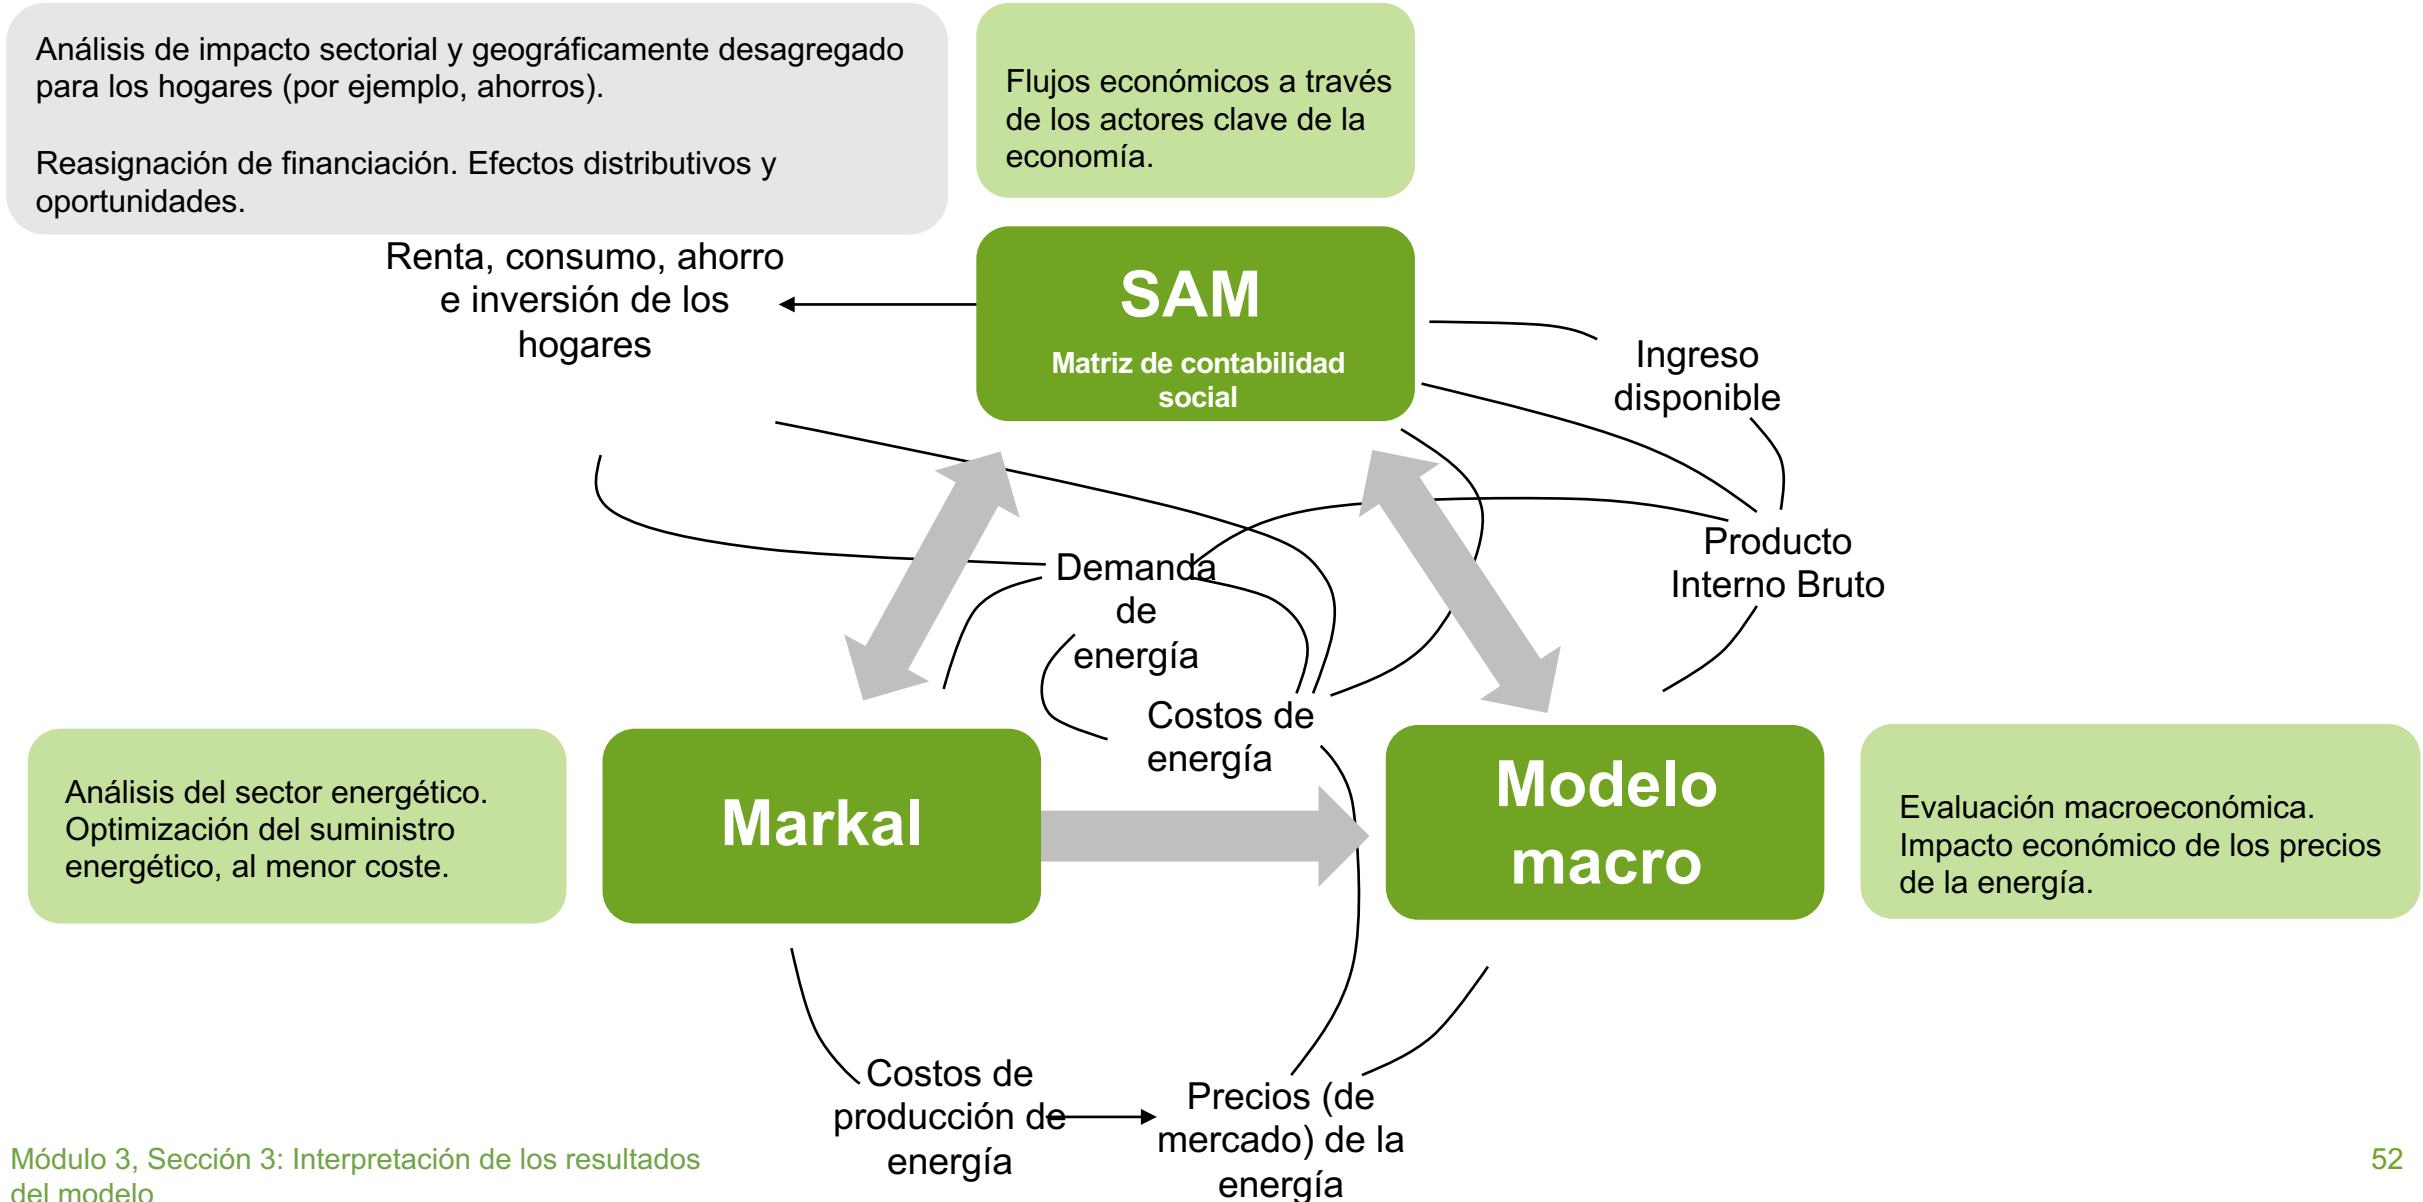 Análisis de impacto sectorial y geográficamente desagregado
para los hogares (por ejemplo, ahorros).
Reasignación de financiación. Efectos distributivos y
oportunidades.
Flujos económicos a través
de los actores clave de la
economía.
Renta, consumo, ahorro
e inversión de los
hogares
SAM
Matriz de contabilidad
social
Ingreso
disponible
Producto
Interno Bruto
Demanda
de
energía
Costos de
energía
Análisis del sector energético.
Optimización del suministro
energético, al menor coste.
Markal
Modelo
macro
Evaluación macroeconómica.
Impacto económico de los precios
de la energía.
Costos de
producción de
energía
Precios (de
mercado) de la
energía
Módulo 3, Sección 3: Interpretación de los resultados
del modelo
52